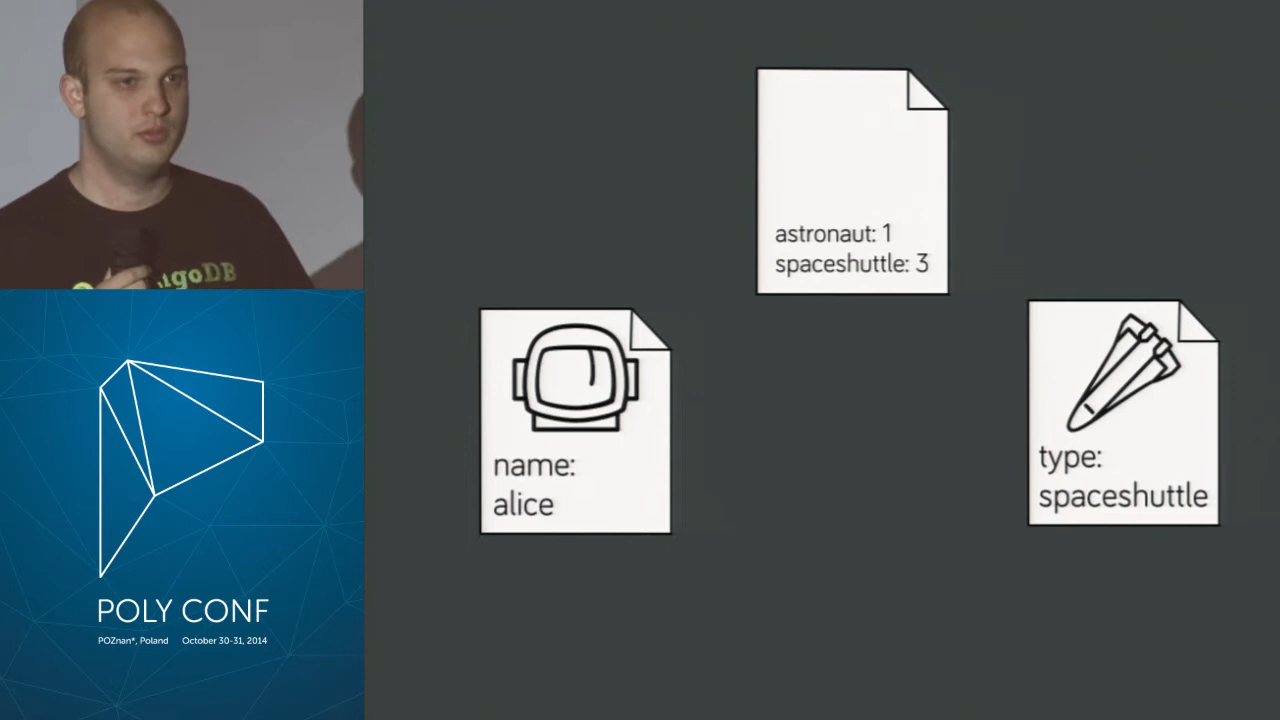 astronaut: 1
spaceshuttle: 3
name:
alice
type:
spaceshuttle
POLY CONF
POZnan*, Poland October 30-31, 2014